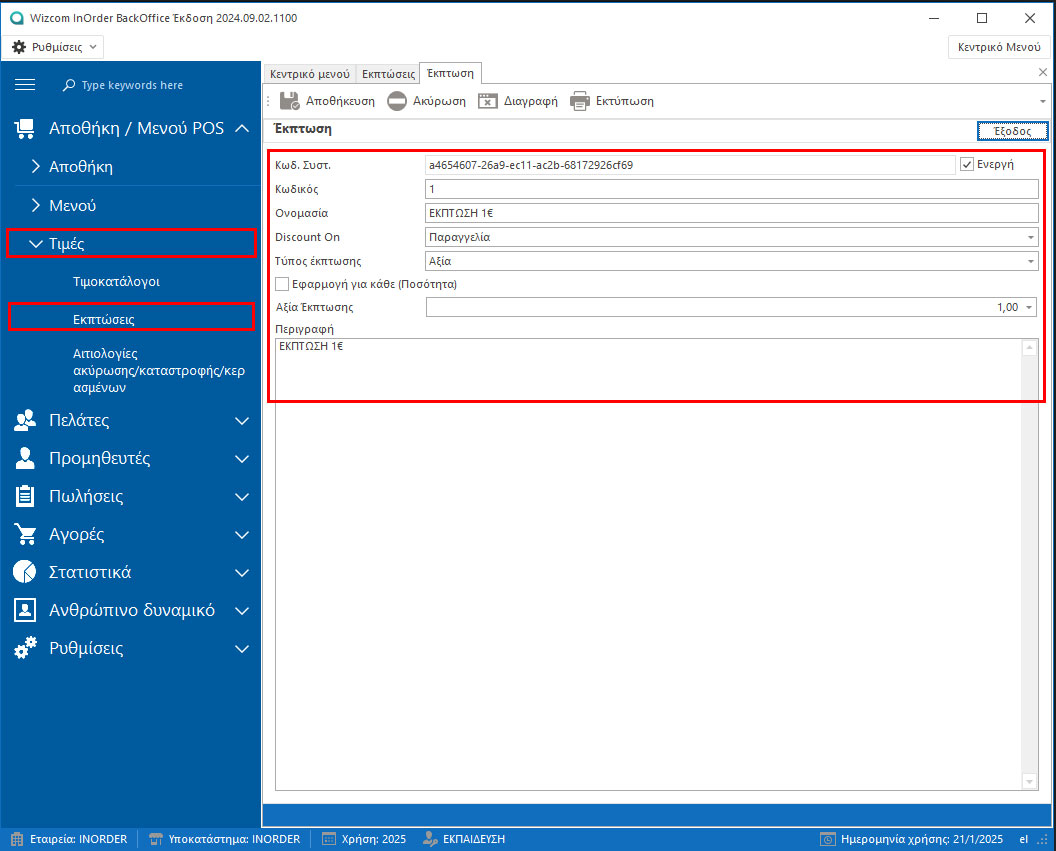 Wizcom InOrder BackOffice Έκδοση 2024.09.02.1100
Ρυθμίσεις
Κεντρικό Μενού
Type keywords here
Αποθήκη / Μενού POS
Αποθήκη
Μενού
Τιμές
Τιμοκατάλογοι
Εκπτώσεις
Αιτιολογίες
ακύρωσης/καταστροφής/κερ
ασμένων
Πελάτες
Προμηθευτές
Πωλήσεις
Αγορές
Στατιστικά
Ανθρώπινο δυναμικό
Ρυθμίσεις
Κεντρικό μενού Εκπτώσεις Έκπτωση
Αποθήκευση Ακύρωση Διαγραφή Εκτύπωση
Έκπτωση
Έξοδος
Κωδ. Συστ. a4654607-26a9-ec11-ac2b-68172926cf69 Ενεργή
Κωδικός 1
Ονομασία ΕΚΠΤΩΣΗ 1€
Discount On Παραγγελία
Τύπος έκπτωσης Αξία
Εφαρμογή για κάθε (Ποσότητα)
Αξία Έκπτωσης 1,00
Περιγραφή
ΕΚΠΤΩΣΗ 1€
Εταιρεία: INORDER Υποκατάστημα: INORDER Χρήση: 2025 ΕΚΠΑΙΔΕΥΣΗ Ημερομηνία χρήσης: 21/1/2025 el